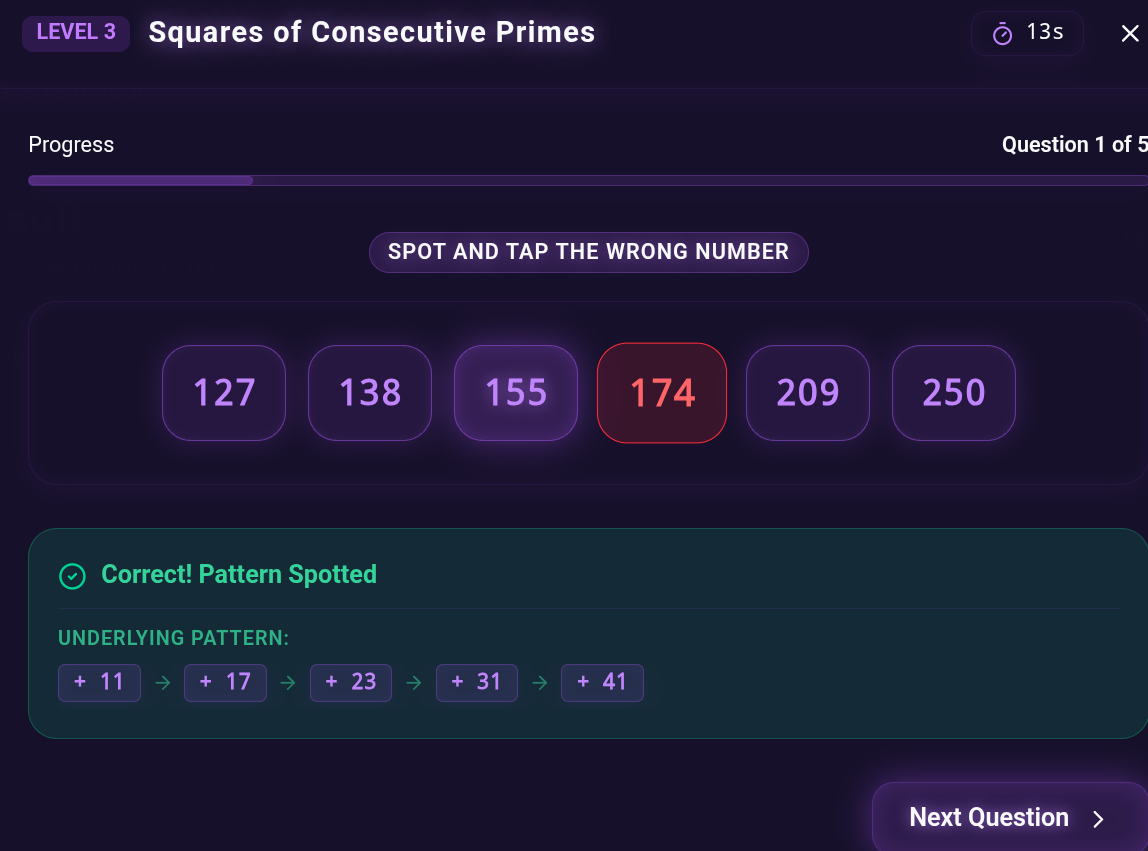 LEVEL 3 Squares of Consecutive Primes 13s
Progress Question 1 of 5
SPOT AND TAP THE WRONG NUMBER
127 138 155 174 209 250
Correct! Pattern Spotted
UNDERLYING PATTERN:
+ 11 → + 17 → + 23 → + 31 → + 41
Next Question